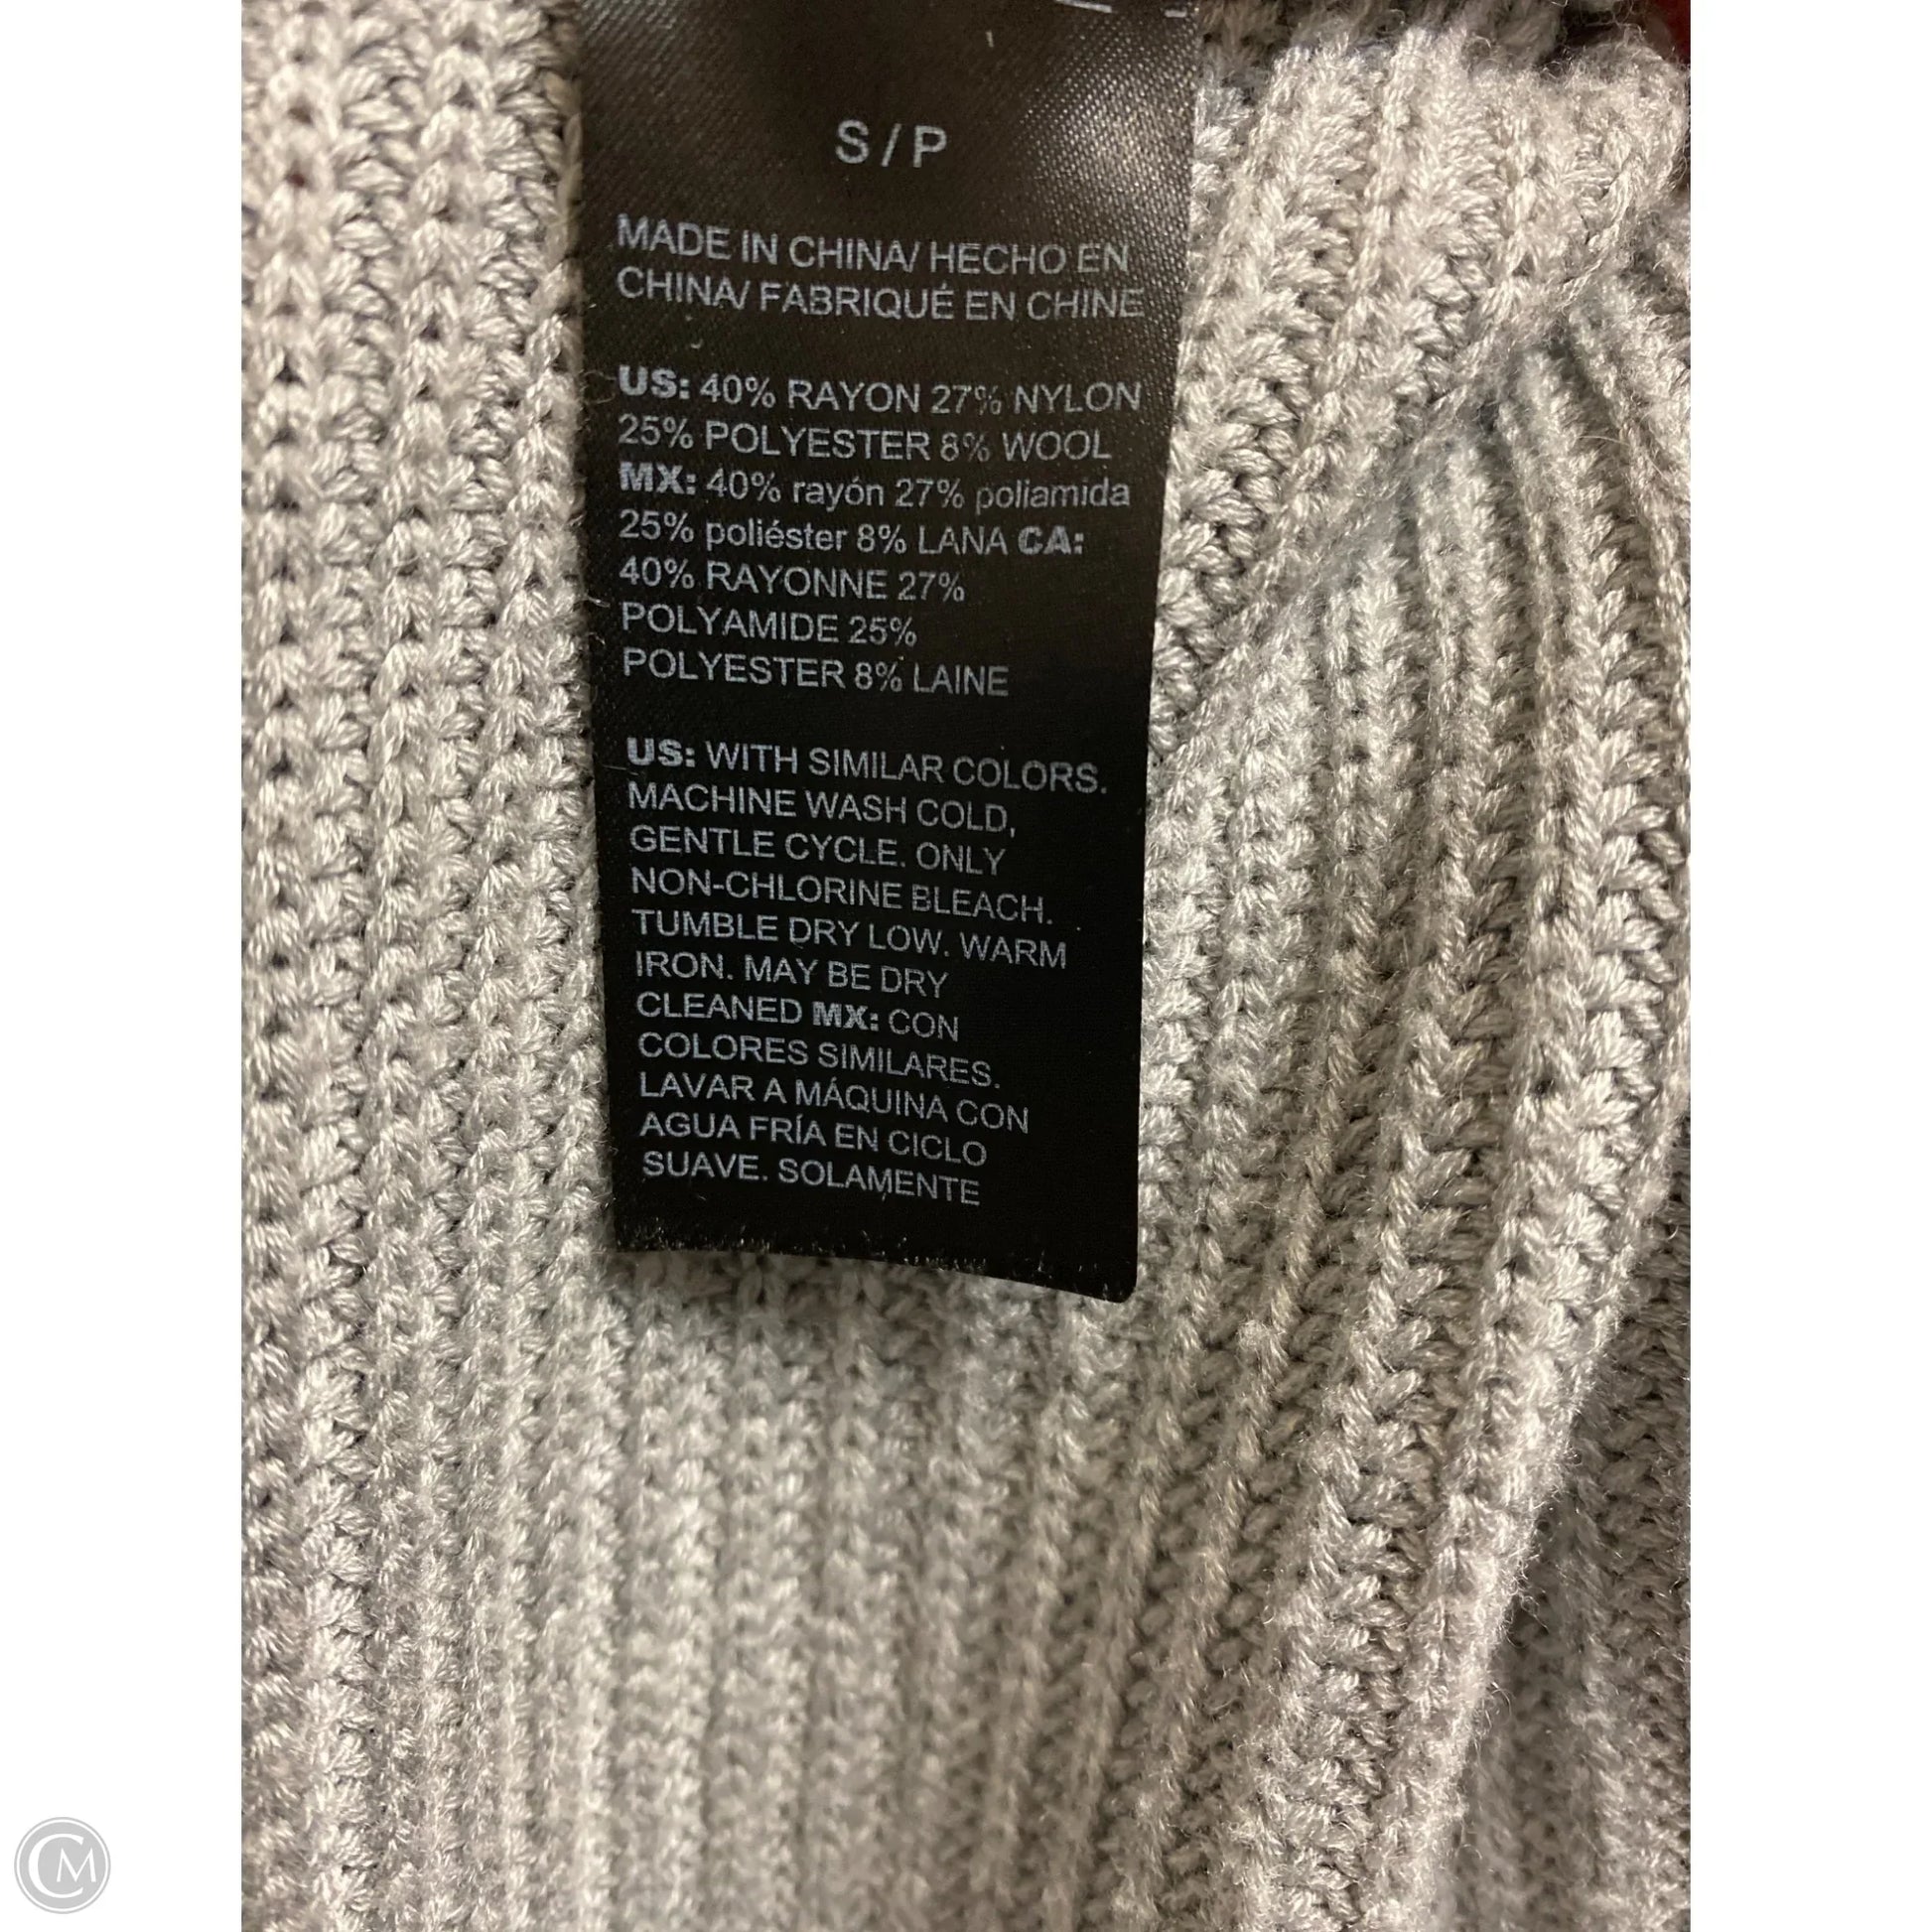 S/P
MADE IN CHINA/ HECHO EN
CHINA/ FABRIQUÉ EN CHINE
US: 40% RAYON 27% NYLON
25% POLYESTER 8% WOOL
MX: 40% rayón 27% poliamida
25% poliéster 8% LANA CA:
40% RAYONNE 27%
POLYAMIDE 25%
POLYESTER 8% LAINE
US: WITH SIMILAR COLORS.
MACHINE WASH COLD,
GENTLE CYCLE. ONLY
NON-CHLORINE BLEACH.
TUMBLE DRY LOW. WARM
IRON. MAY BE DRY
CLEANED MX: CON
COLORES SIMILARES.
LAVAR A MÁQUINA CON
AGUA FRÍA EN CICLO
SUAVE. SOLAMENTE
CM